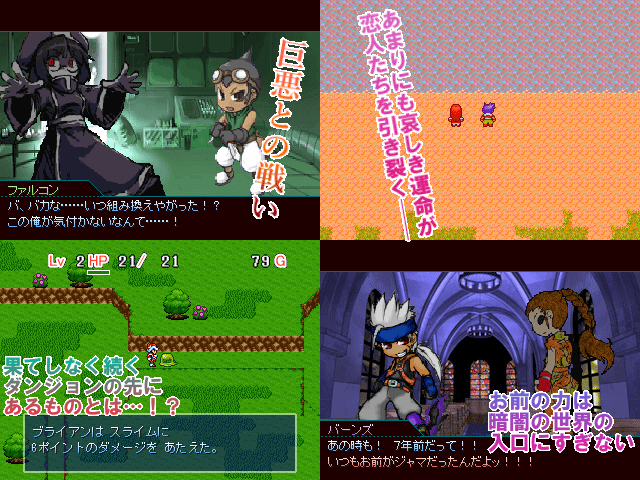 巨悪との戦い
ファルコン
バ、バカな……いつ組み換えやがった！？
この俺が気付かないなんて……！
あまりにも哀しき運命が
恋人たちを引き裂く──
Lv 2 HP 21/ 21 79 G
果てしなく続く
ダンジョンの先に
あるものとは…！？
ブライアンは スライムに
6ポイントのダメージを あたえた。
バーンズ
あの時も！ 7年前だって！！
いつもお前がジャマだったんだよッ！！！
お前の力は
暗闇の世界の
入口にすぎない